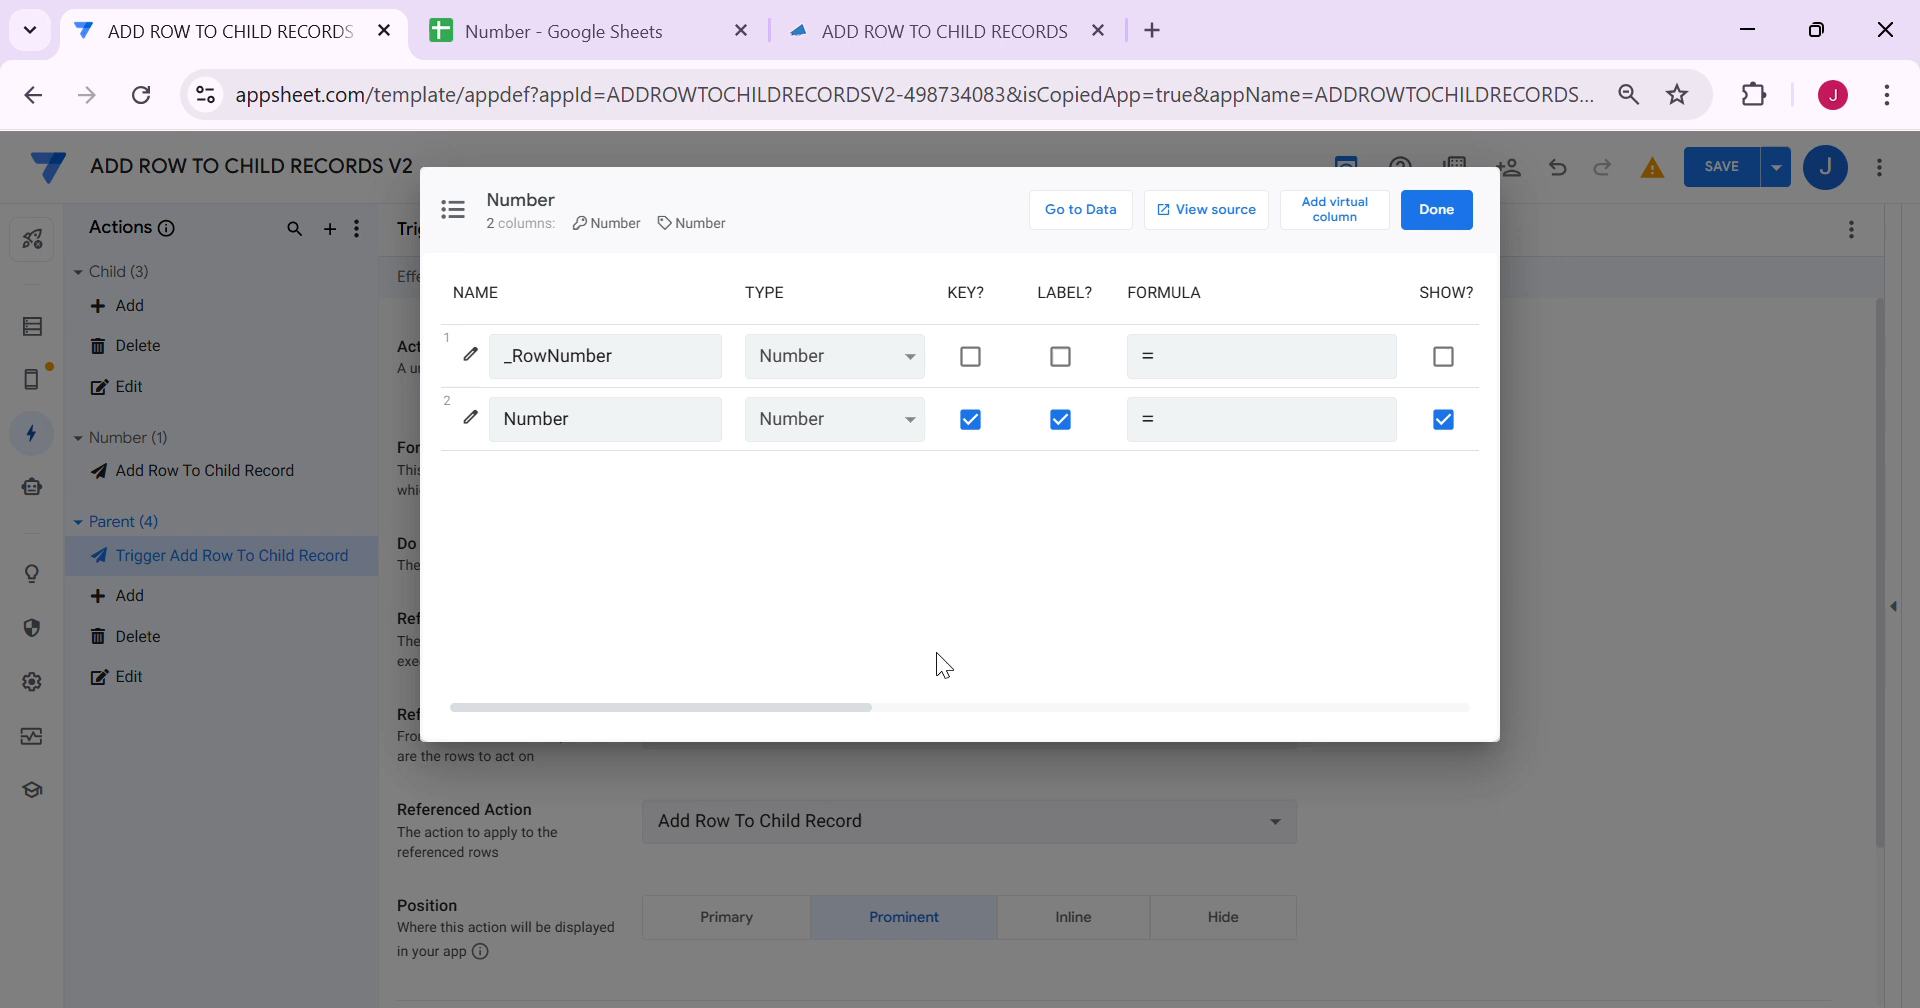 ADD ROW TO CHILD RECORDS
Number - Google Sheets
ADD ROW TO CHILD RECORDS
appsheet.com/template/appdef?appId=ADDROWTOCHILDRECORDSV2-498734083&isCopiedApp=true&appName=ADDROWTOCHILDRECORDS...
J
ADD ROW TO CHILD RECORDS V2
SAVE
J
Actions
Child (3)
Add
Delete
Edit
Number (1)
Add Row To Child Record
Parent (4)
Trigger Add Row To Child Record
Add
Delete
Edit
Number
2 columns: Number Number
Go to Data
View source
Add virtual
column
Done
NAME TYPE KEY? LABEL? FORMULA SHOW?
1 _RowNumber Number =
2 Number Number =
Do
are the rows to act on
Referenced Action
The action to apply to the
referenced rows
Add Row To Child Record
Position
Where this action will be displayed
in your app
Primary Prominent Inline Hide